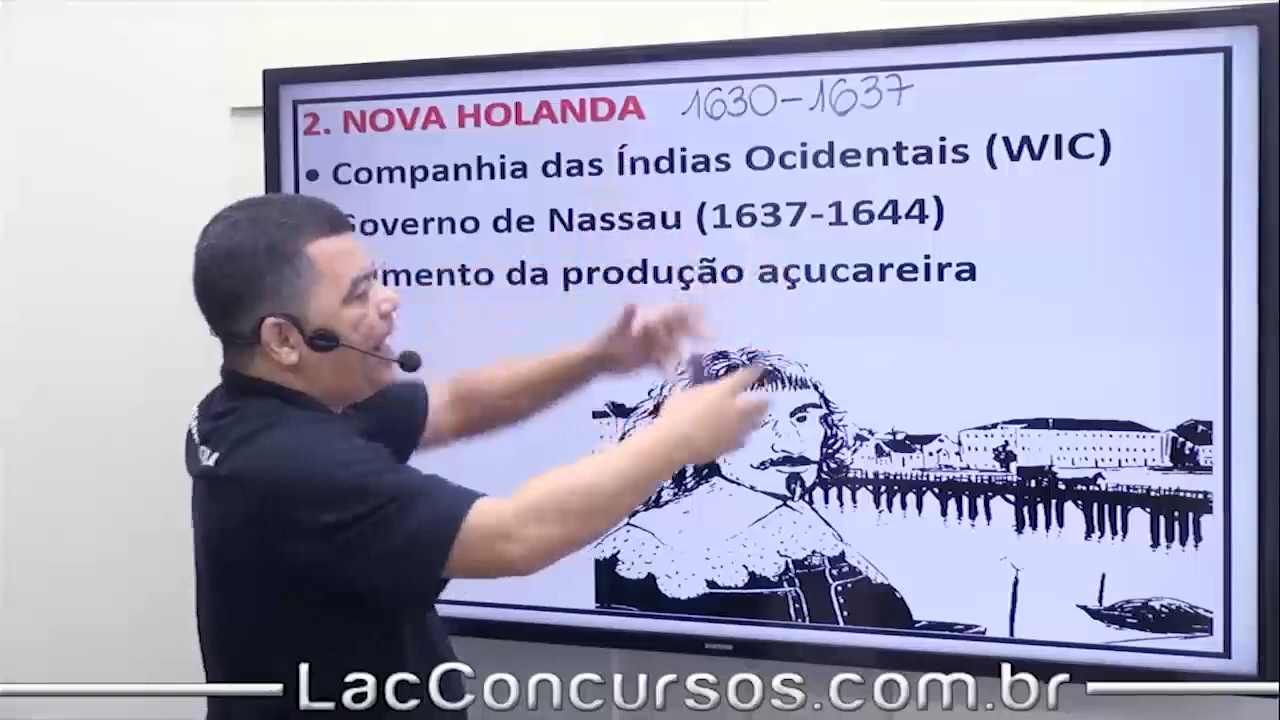 2. NOVA HOLANDA 1630-1637
• Companhia das Índias Ocidentais (WIC)
Governo de Nassau (1637-1644)
mento da produção açucareira
LacConcursos.com.br